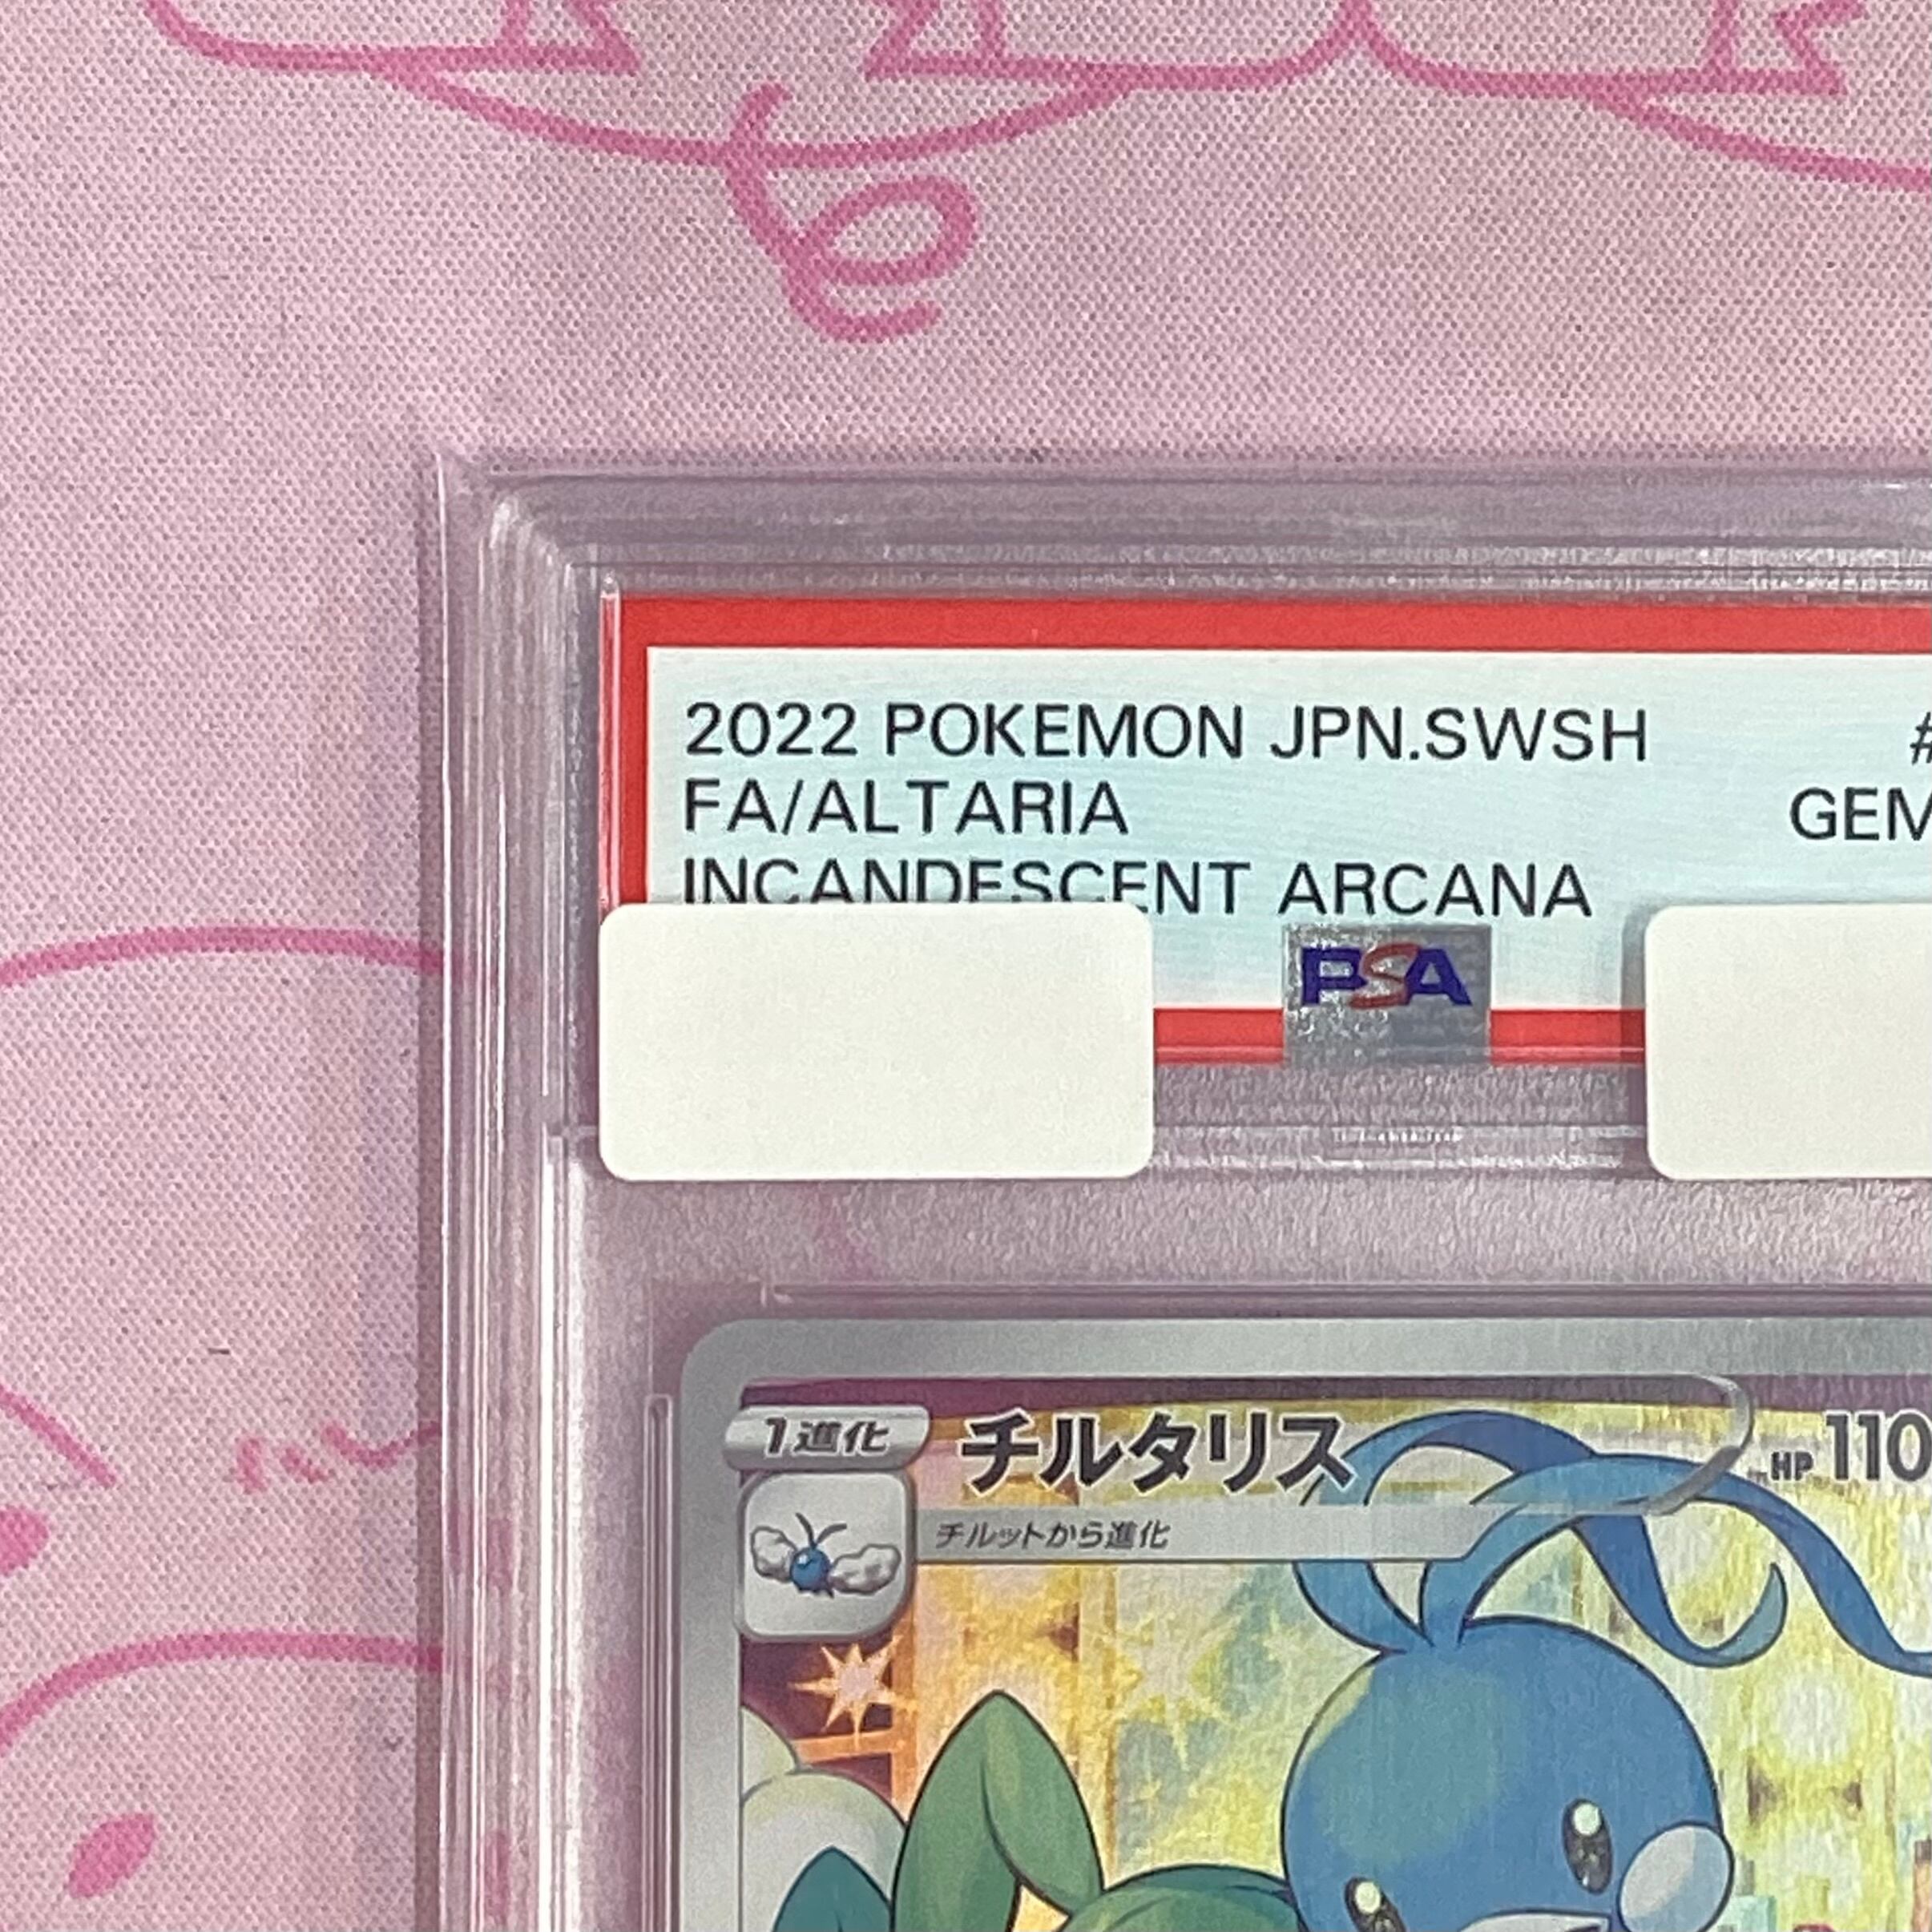 2022 POKEMON JPN.SWSH #
FA/ALTARIA GEM
INCANDESCENT ARCANA
PSA
1進化 チルタリス HP 110
チルットから進化